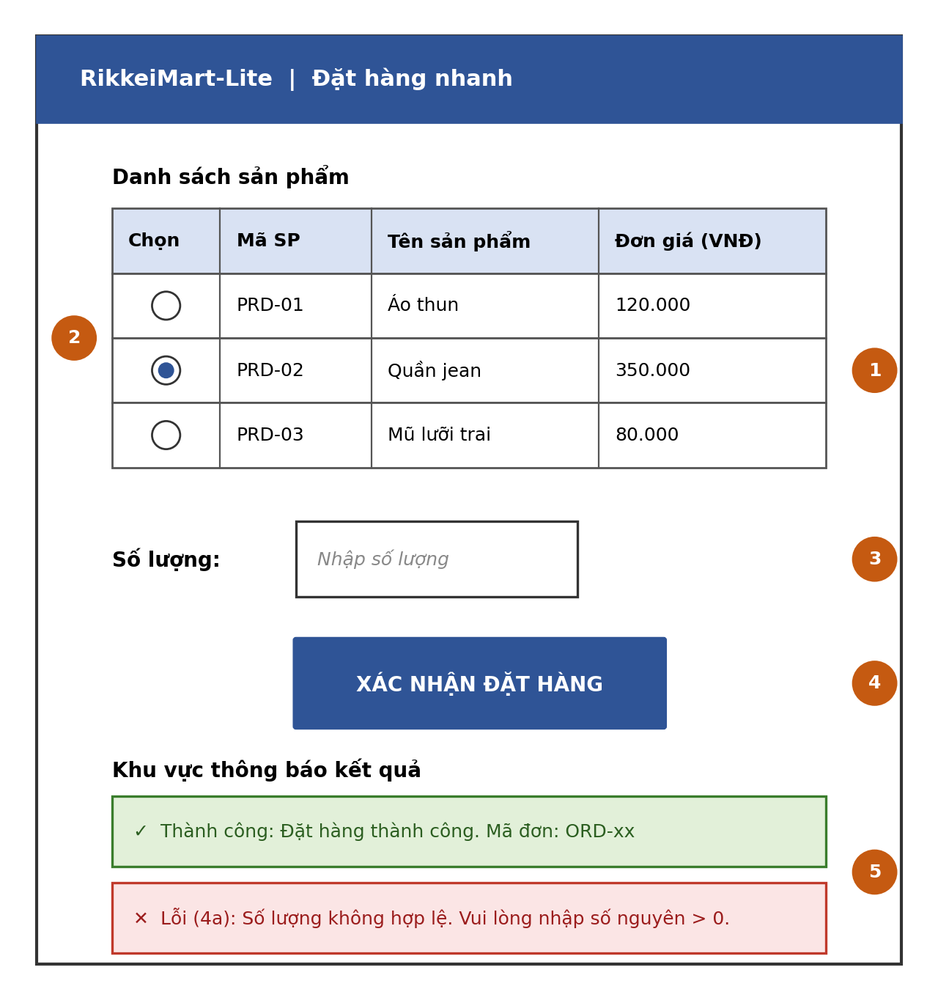 RikkeiMart-Lite | Đặt hàng nhanh
Danh sách sản phẩm
Chọn Mã SP Tên sản phẩm Đơn giá (VNĐ)
PRD-01 Áo thun 120.000
2
PRD-02 Quần jean 350.000 1
PRD-03 Mũ lưỡi trai 80.000
Số lượng: Nhập số lượng 3
XÁC NHẬN ĐẶT HÀNG 4
Khu vực thông báo kết quả
✓ Thành công: Đặt hàng thành công. Mã đơn: ORD-xx
5
✕ Lỗi (4a): Số lượng không hợp lệ. Vui lòng nhập số nguyên > 0.